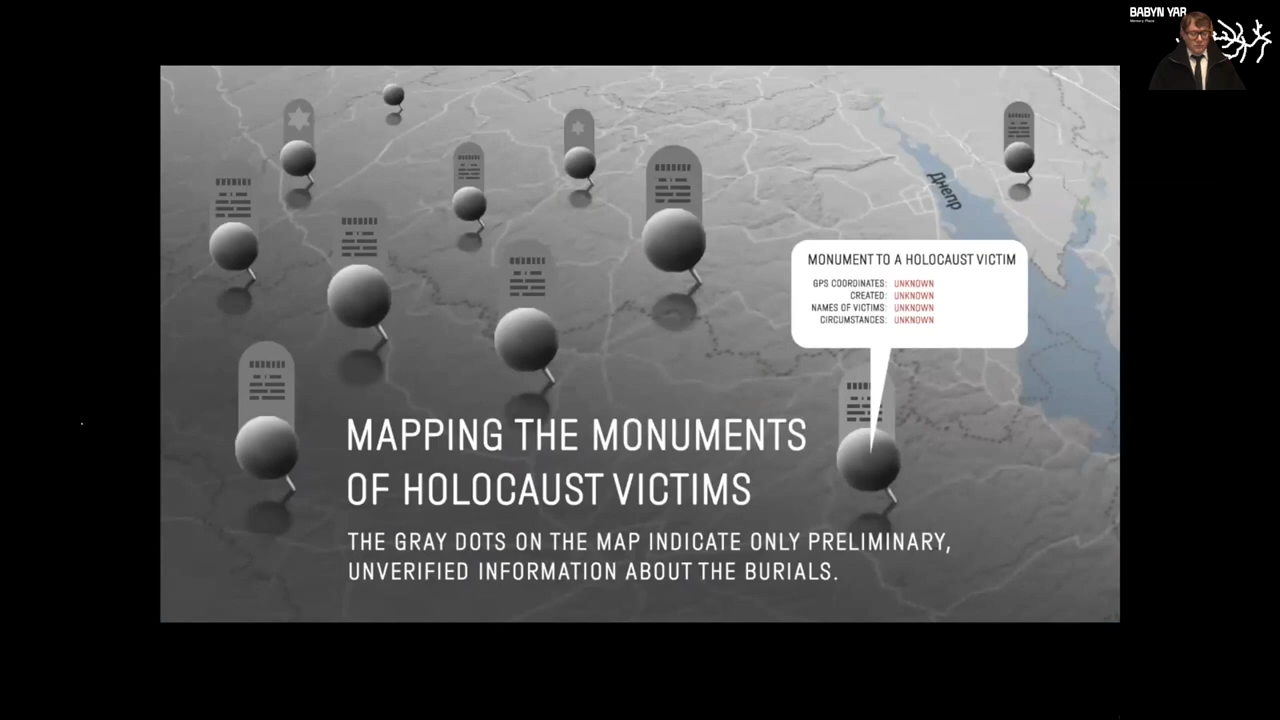 BABYN YAR
Memory Place
Днепр
MONUMENT TO A HOLOCAUST VICTIM
GPS COORDINATES: UNKNOWN
CREATED: UNKNOWN
NAMES OF VICTIMS: UNKNOWN
CIRCUMSTANCES: UNKNOWN
MAPPING THE MONUMENTS
OF HOLOCAUST VICTIMS
THE GRAY DOTS ON THE MAP INDICATE ONLY PRELIMINARY,
UNVERIFIED INFORMATION ABOUT THE BURIALS.